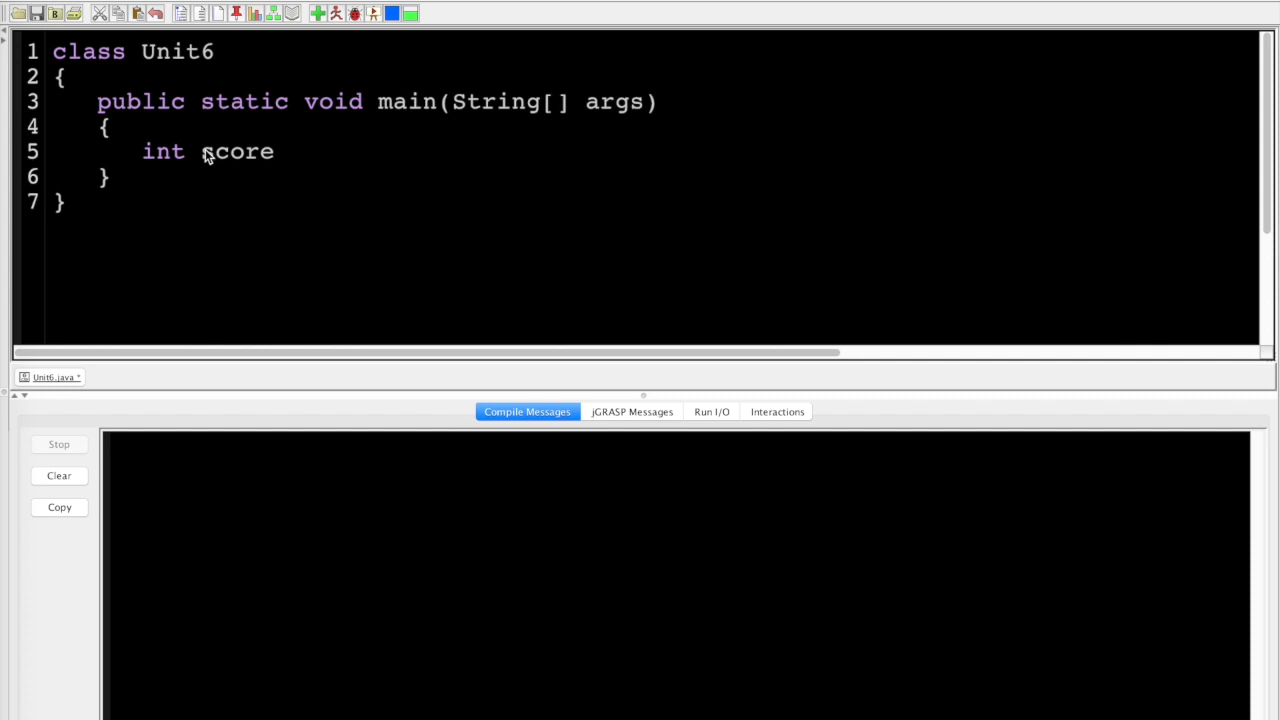 1 class Unit6
2 {
3 public static void main(String[] args)
4 {
5 int score
6 }
7 }
Unit6.java *
Compile Messages jGRASP Messages Run I/O Interactions
Stop
Clear
Copy